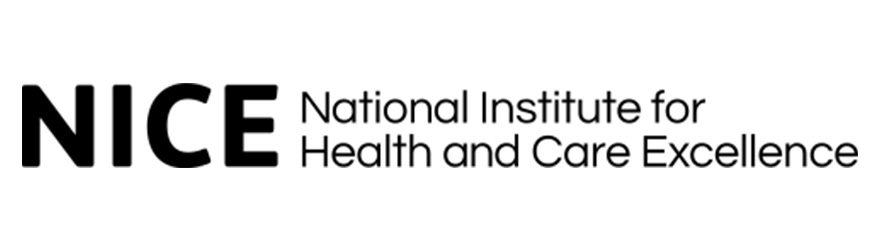 NICE
National Institute for
Health and Care Excellence